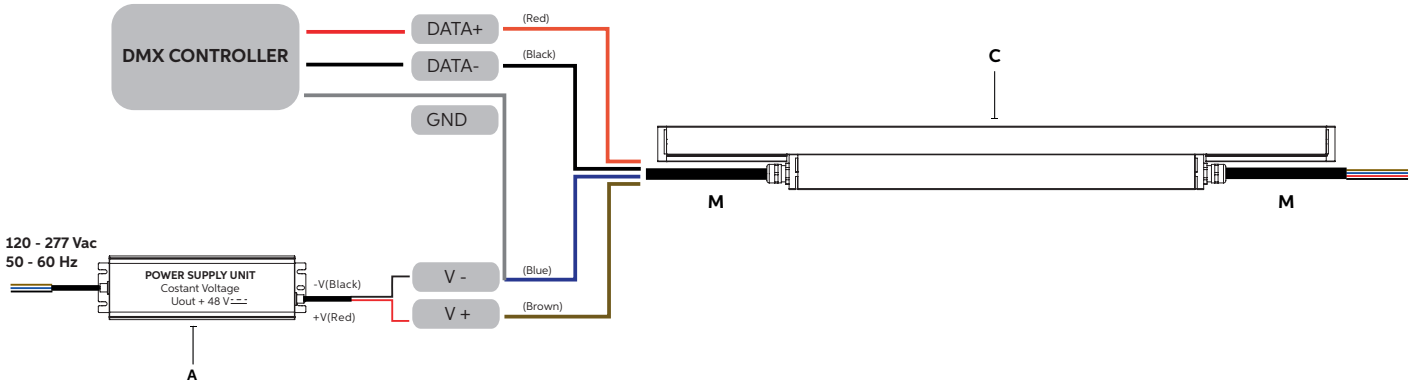 DMX CONTROLLER
DATA+
(Red)
DATA-
(Black)
GND
C
M
M
120 - 277 Vac
50 - 60 Hz
POWER SUPPLY UNIT
Costant Voltage
Uout + 48 V
-V(Black)
+V(Red)
V -
(Blue)
V +
(Brown)
A